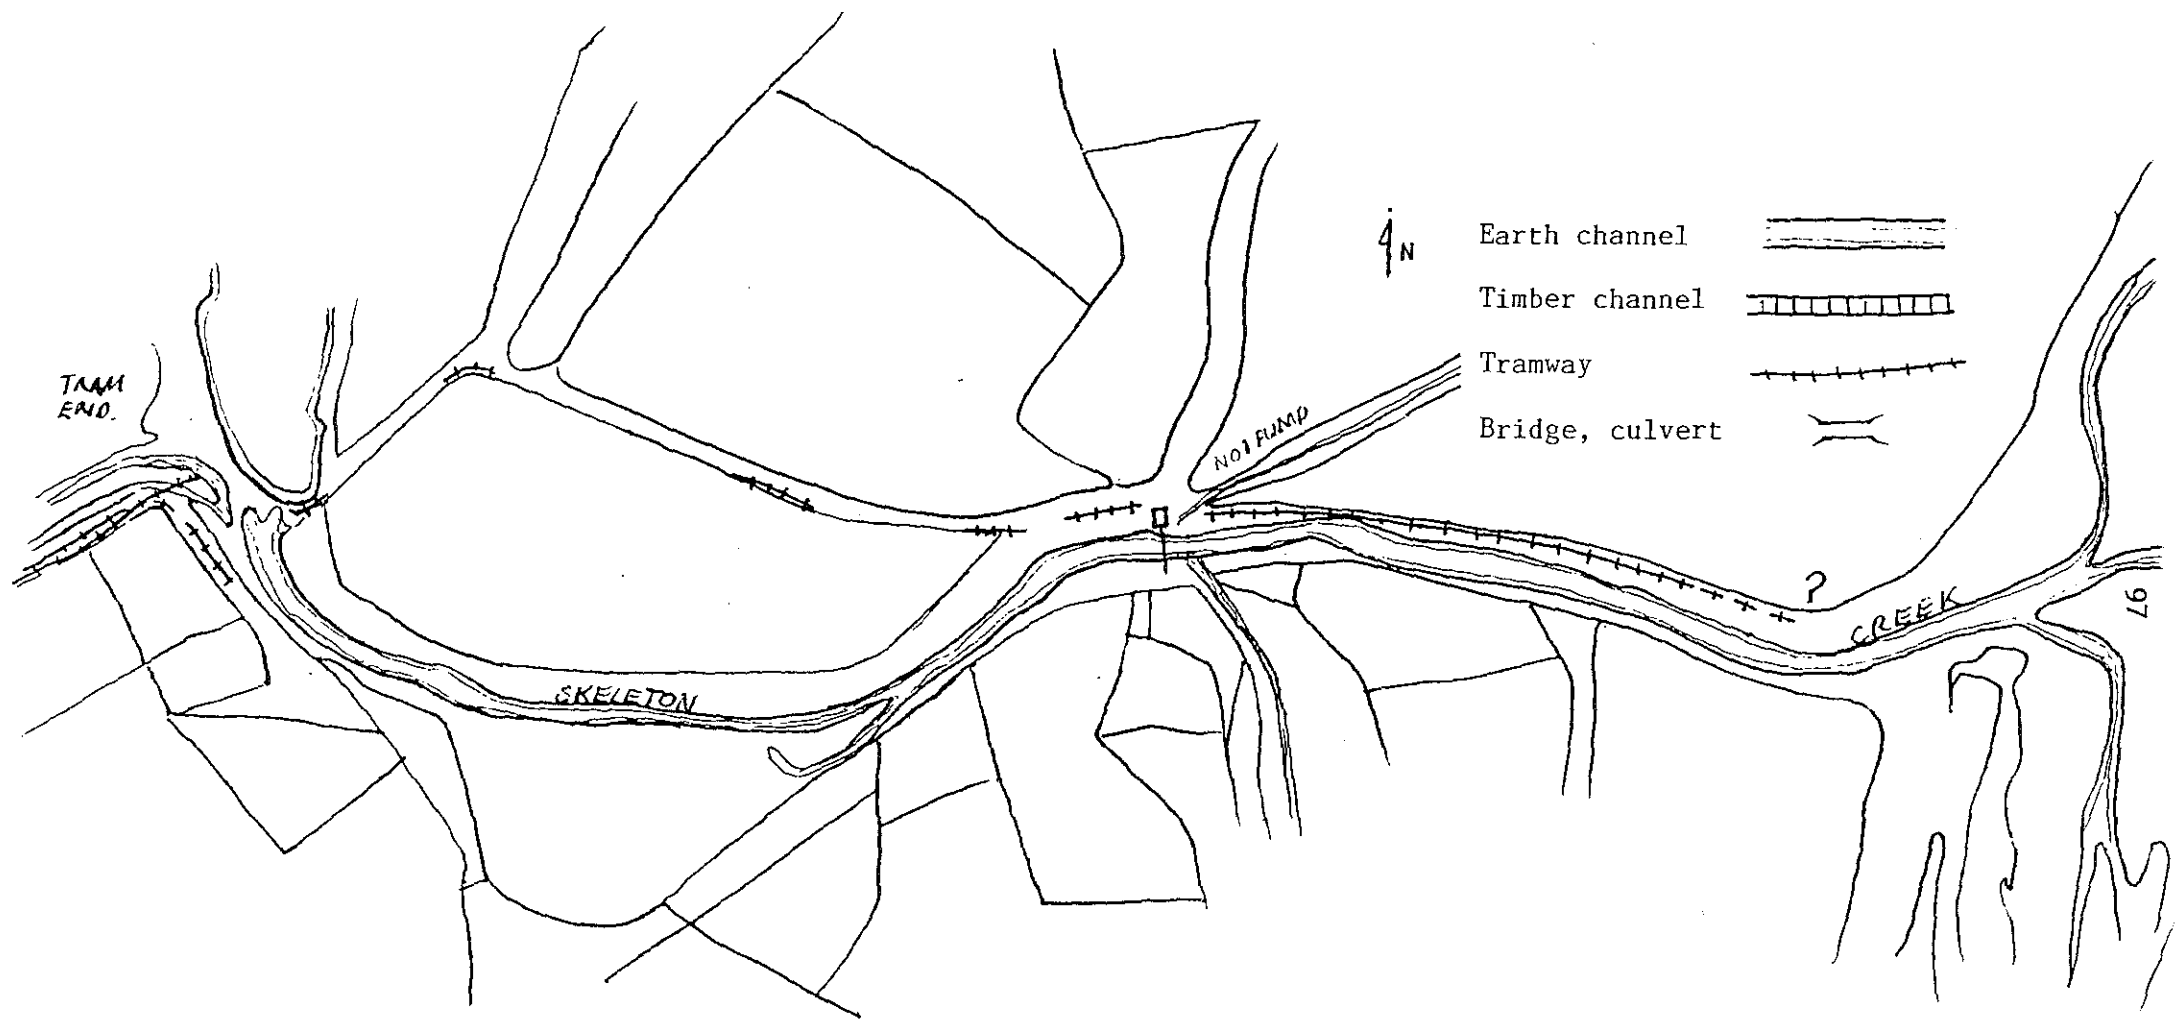 N
Earth channel
Timber channel
Tramway
Bridge, culvert
TRAM
END.
NO1 PUMP
?
CREEK
97
SKELETON